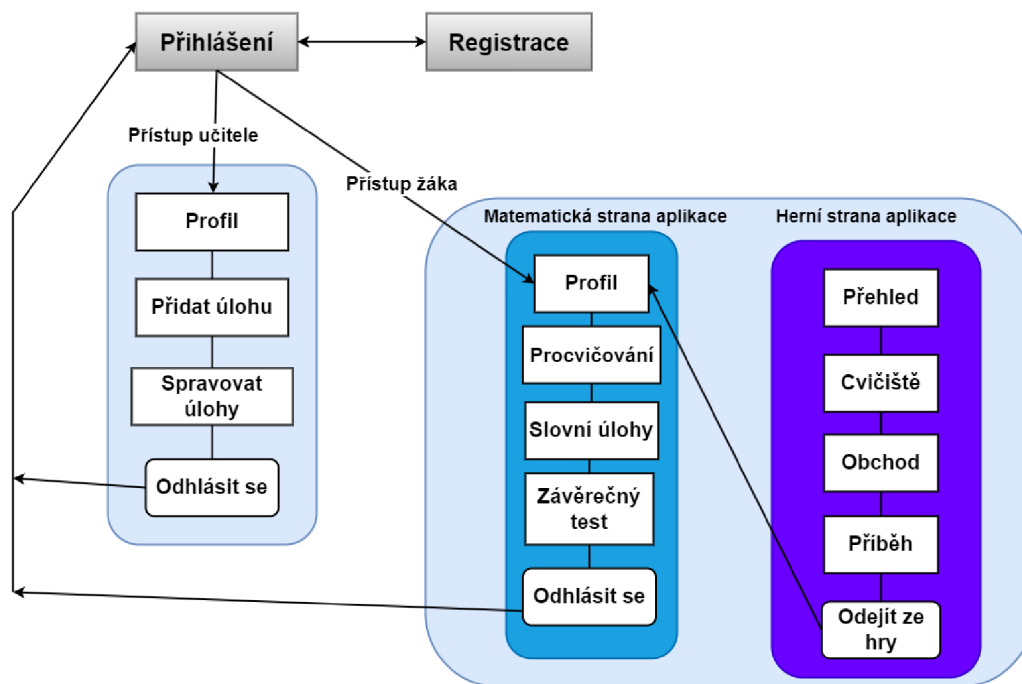 Přihlášení
Registrace
Přístup učitele
Přístup žáka
Profil
Přidat úlohu
Spravovat
úlohy
Odhlásit se
Matematická strana aplikace
Profil
Procvičování
Slovní úlohy
Závěrečný
test
Odhlásit se
Herní strana aplikace
Přehled
Cvičiště
Obchod
Příběh
Odejít ze
hry